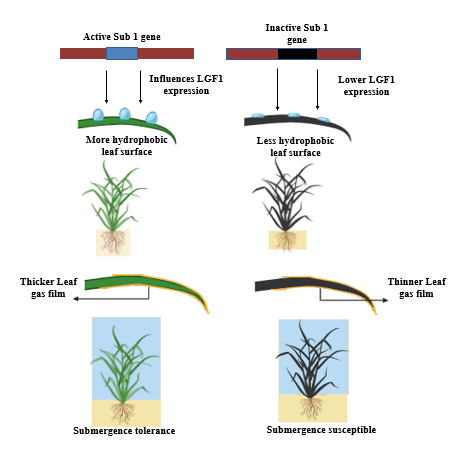 Active Sub 1 gene
Inactive Sub 1
gene
Influences LGF1
expression
Lower LGF1
expression
More hydrophobic
leaf surface
Less hydrophobic
leaf surface
Thicker Leaf
gas film
Thinner Leaf
gas film
Submergence tolerance
Submergence susceptible